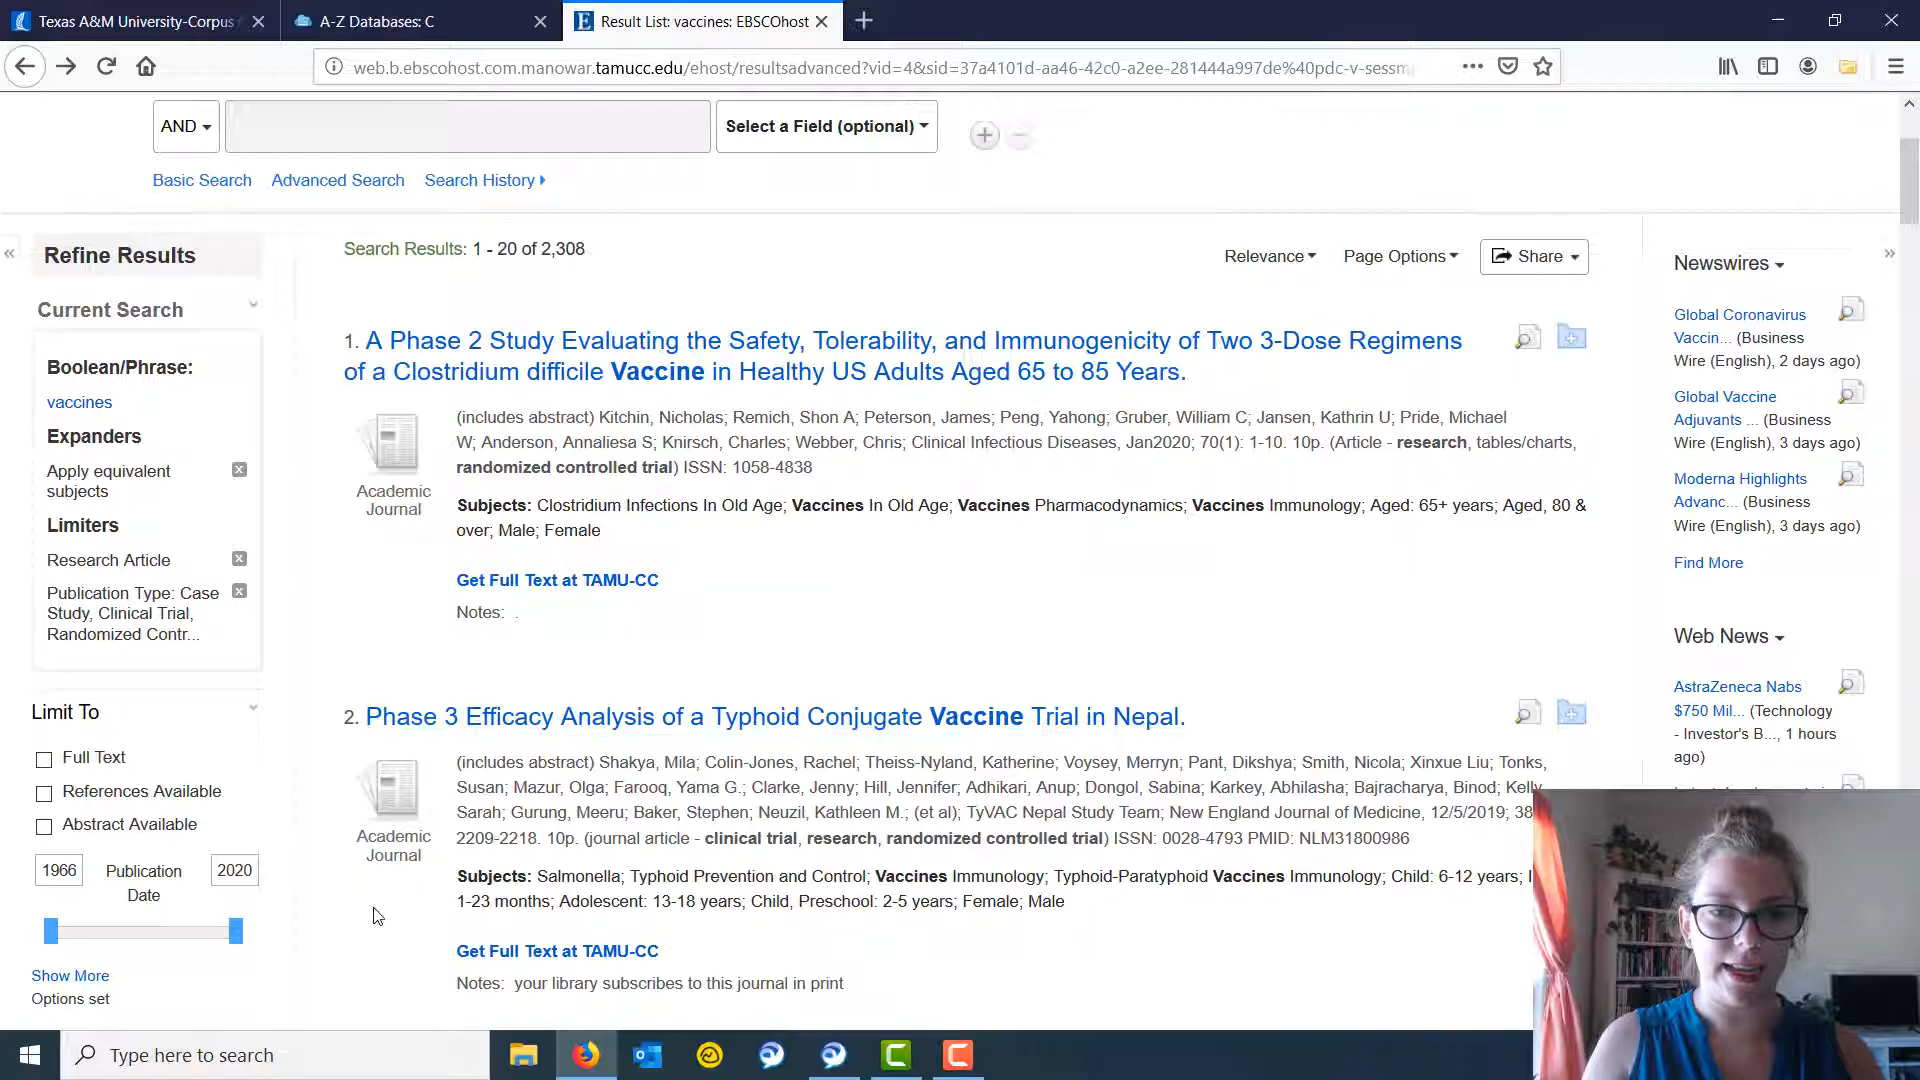 Texas A&M University-Corpus
A-Z Databases: C
Result List: vaccines: EBSCOhost
web.b.ebscohost.com.manowar.tamucc.edu/ehost/resultsadvanced?vid=4&sid=37a4101d-aa46-42c0-a2ee-281444a997de%40pdc-v-sessm
AND
Select a Field (optional)
Basic Search
Advanced Search
Search History
Refine Results
Current Search
Boolean/Phrase:
vaccines
Expanders
Apply equivalent
subjects
Limiters
Research Article
Publication Type: Case
Study, Clinical Trial,
Randomized Contr...
Limit To
Full Text
References Available
Abstract Available
1966
Publication
Date
2020
Show More
Options set
Search Results: 1 - 20 of 2,308
Relevance
Page Options
Share
1. A Phase 2 Study Evaluating the Safety, Tolerability, and Immunogenicity of Two 3-Dose Regimens
of a Clostridium difficile Vaccine in Healthy US Adults Aged 65 to 85 Years.
Academic
Journal
(includes abstract) Kitchin, Nicholas; Remich, Shon A; Peterson, James; Peng, Yahong; Gruber, William C; Jansen, Kathrin U; Pride, Michael
W; Anderson, Annaliesa S; Knirsch, Charles; Webber, Chris; Clinical Infectious Diseases, Jan2020; 70(1): 1-10. 10p. (Article - research, tables/charts,
randomized controlled trial) ISSN: 1058-4838
Subjects: Clostridium Infections In Old Age; Vaccines In Old Age; Vaccines Pharmacodynamics; Vaccines Immunology; Aged: 65+ years; Aged, 80 &
over; Male; Female
Get Full Text at TAMU-CC
Notes: .
2. Phase 3 Efficacy Analysis of a Typhoid Conjugate Vaccine Trial in Nepal.
Academic
Journal
(includes abstract) Shakya, Mila; Colin-Jones, Rachel; Theiss-Nyland, Katherine; Voysey, Merryn; Pant, Dikshya; Smith, Nicola; Xinxue Liu; Tonks,
Susan; Mazur, Olga; Farooq, Yama G.; Clarke, Jenny; Hill, Jennifer; Adhikari, Anup; Dongol, Sabina; Karkey, Abhilasha; Bajracharya, Binod; Kelly,
Sarah; Gurung, Meeru; Baker, Stephen; Neuzil, Kathleen M.; (et al); TyVAC Nepal Study Team; New England Journal of Medicine, 12/5/2019; 38
2209-2218. 10p. (journal article - clinical trial, research, randomized controlled trial) ISSN: 0028-4793 PMID: NLM31800986
Subjects: Salmonella; Typhoid Prevention and Control; Vaccines Immunology; Typhoid-Paratyphoid Vaccines Immunology; Child: 6-12 years;
1-23 months; Adolescent: 13-18 years; Child, Preschool: 2-5 years; Female; Male
Get Full Text at TAMU-CC
Notes: your library subscribes to this journal in print
Newswires
Global Coronavirus
Vaccin... (Business
Wire (English), 2 days ago)
Global Vaccine
Adjuvants ... (Business
Wire (English), 3 days ago)
Moderna Highlights
Advanc... (Business
Wire (English), 3 days ago)
Find More
Web News
AstraZeneca Nabs
$750 Mil... (Technology
- Investor's B..., 1 hours
ago)
Type here to search